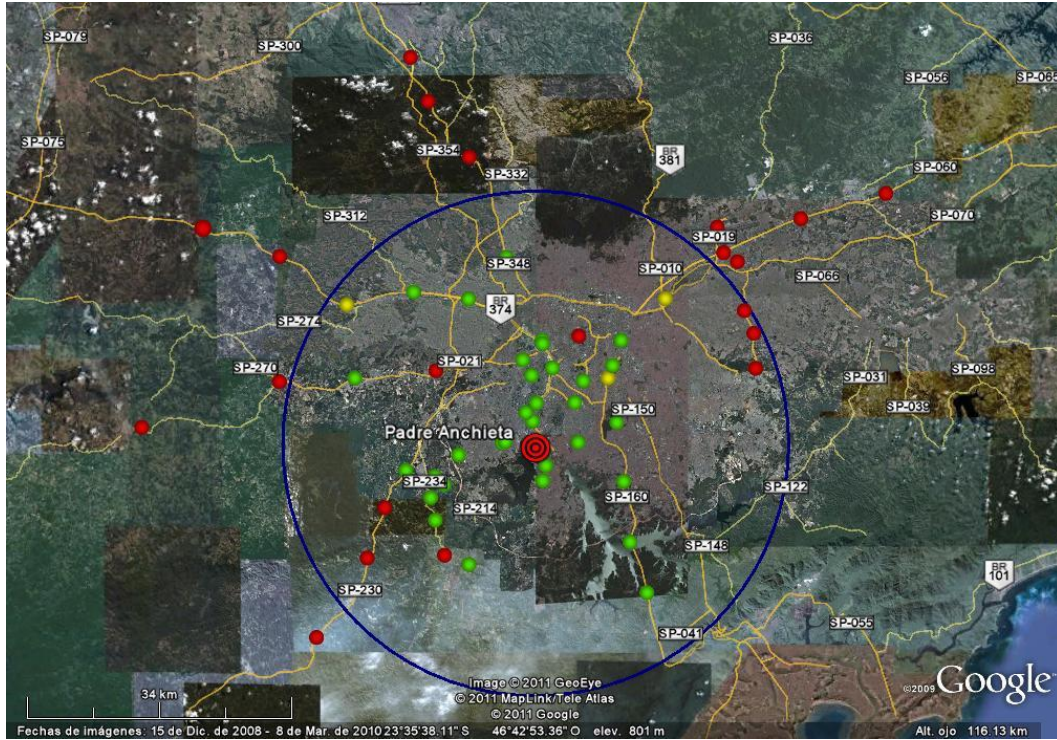 SP-079
SP-300
SP-036
SP-056
SP-065
SP-075
SP-354
SP-332
BR
381
SP-060
SP-312
SP-019
SP-070
SP-348
SP-010
SP-066
BR
374
SP-274
SP-021
SP-270
SP-031
SP-098
SP-039
SP-150
Padre Anchieta
SP-234
SP-122
SP-160
SP-214
SP-148
BR
101
SP-230
SP-055
SP-041
Image © 2011 GeoEye
© 2011 MapLink/Tele Atlas
© 2011 Google
34 km
©2009 Google
Fechas de imágenes: 15 de Dic. de 2008 - 8 de Mar. de 2010 23°35'38.11" S 46°42'53.36" O elev. 801 m Alt. ojo 116.13 km